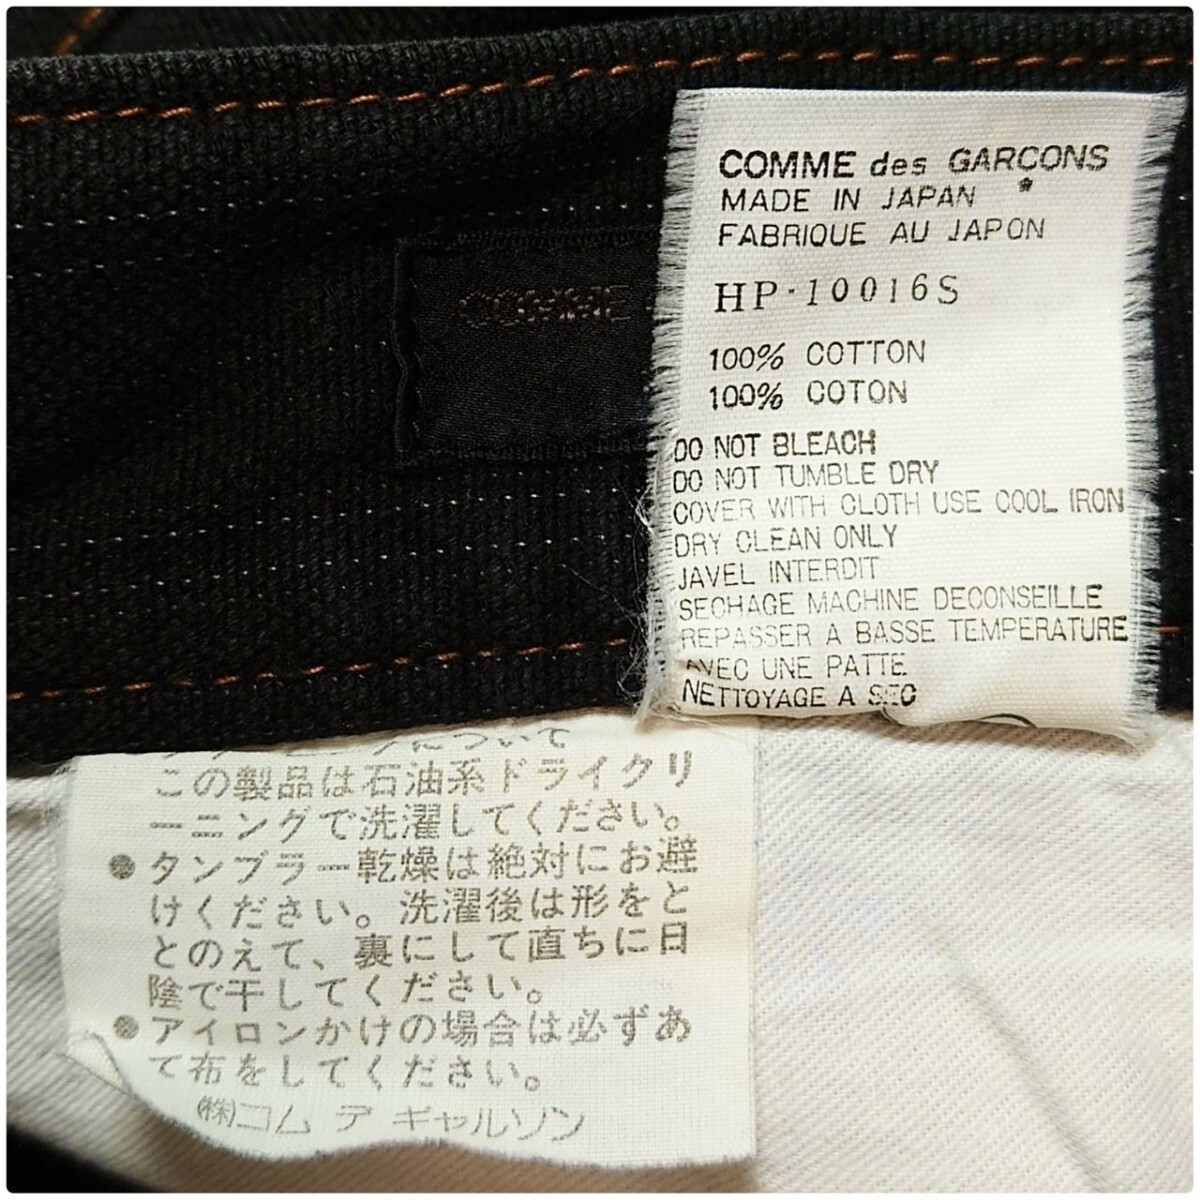 COMME des GARCONS
MADE IN JAPAN
FABRIQUE AU JAPON
HP-10016S
100% COTTON
100% COTON
DO NOT BLEACH
DO NOT TUMBLE DRY
COVER WITH CLOTH USE COOL IRON
DRY CLEAN ONLY
JAVEL INTERDIT
SECHAGE MACHINE DECONSEILLE
REPASSER A BASSE TEMPERATURE
AVEC UNE PATTE
NETTOYAGE A SEC
COMME
について
この製品は石油系ドライクリ
ーニングで洗濯してください。
●タンブラー乾燥は絶対にお避
けください。洗濯後は形をと
とのえて、裏にして直ちに日
陰で干してください。
●アイロンかけの場合は必ずあ
て布をしてください。
㈱コム デ ギャルソン